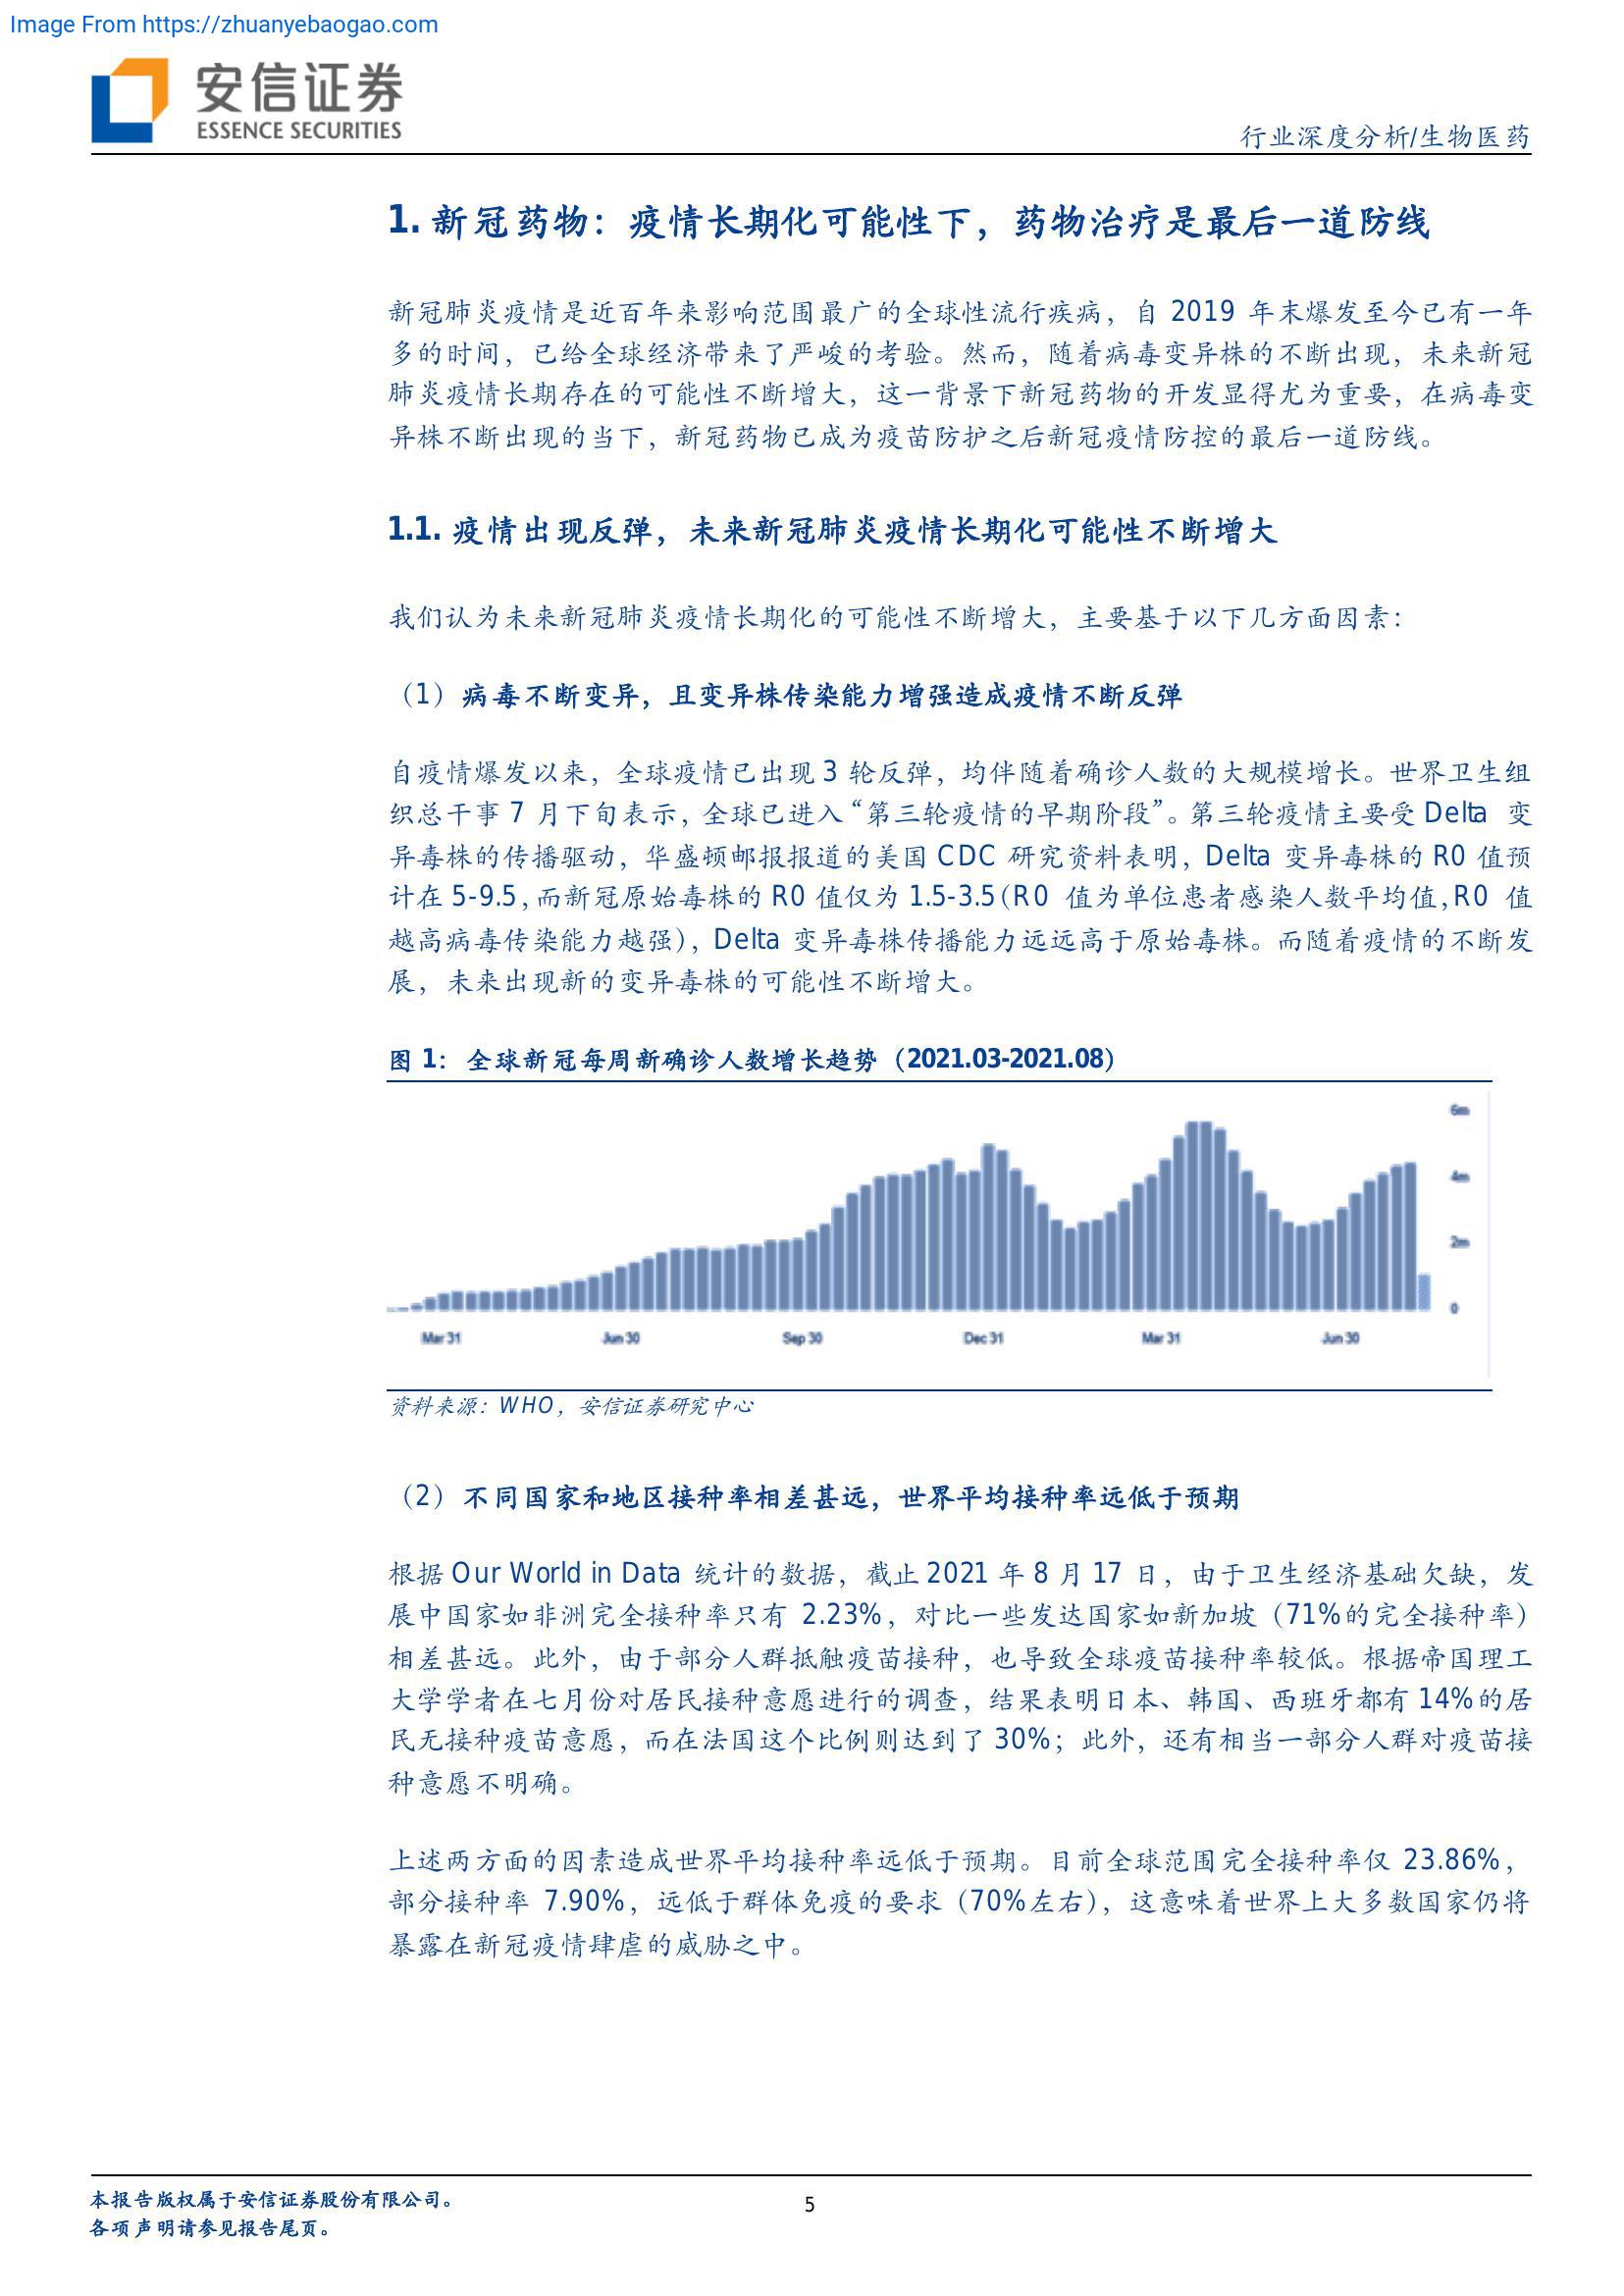 Image From https://zhuanyebaogao.com
安信证券
ESSENCE SECURITIES
行业深度分析/生物医药
1. 新冠药物：疫情长期化可能性下，药物治疗是最后一道防线
新冠肺炎疫情是近百年来影响范围最广的全球性流行疾病，自 2019 年末爆发至今已有一年
多的时间，已给全球经济带来了严峻的考验。然而，随着病毒变异株的不断出现，未来新冠
肺炎疫情长期存在的可能性不断增大，这一背景下新冠药物的开发显得尤为重要，在病毒变
异株不断出现的当下，新冠药物已成为疫苗防护之后新冠疫情防控的最后一道防线。
1.1. 疫情出现反弹，未来新冠肺炎疫情长期化可能性不断增大
我们认为未来新冠肺炎疫情长期化的可能性不断增大，主要基于以下几方面因素：
（1）病毒不断变异，且变异株传染能力增强造成疫情不断反弹
自疫情爆发以来，全球疫情已出现 3 轮反弹，均伴随着确诊人数的大规模增长。世界卫生组
织总干事 7 月下旬表示，全球已进入“第三轮疫情的早期阶段”。第三轮疫情主要受 Delta 变
异毒株的传播驱动，华盛顿邮报报道的美国 CDC 研究资料表明，Delta 变异毒株的 R0 值预
计在 5-9.5，而新冠原始毒株的 R0 值仅为 1.5-3.5（R0 值为单位患者感染人数平均值，R0 值
越高病毒传染能力越强），Delta 变异毒株传播能力远远高于原始毒株。而随着疫情的不断发
展，未来出现新的变异毒株的可能性不断增大。
图 1：全球新冠每周新确诊人数增长趋势（2021.03-2021.08）
6m
4m
2m
0
Mar 31 Jun 30 Sep 30 Dec 31 Mar 31 Jun 30
资料来源：WHO，安信证券研究中心
（2）不同国家和地区接种率相差甚远，世界平均接种率远低于预期
根据 Our World in Data 统计的数据，截止 2021 年 8 月 17 日，由于卫生经济基础欠缺，发
展中国家如非洲完全接种率只有 2.23%，对比一些发达国家如新加坡（71%的完全接种率）
相差甚远。此外，由于部分人群抵触疫苗接种，也导致全球疫苗接种率较低。根据帝国理工
大学学者在七月份对居民接种意愿进行的调查，结果表明日本、韩国、西班牙都有 14%的居
民无接种疫苗意愿，而在法国这个比例则达到了 30%；此外，还有相当一部分人群对疫苗接
种意愿不明确。
上述两方面的因素造成世界平均接种率远低于预期。目前全球范围完全接种率仅 23.86%，
部分接种率 7.90%，远低于群体免疫的要求（70%左右），这意味着世界上大多数国家仍将
暴露在新冠疫情肆虐的威胁之中。
本报告版权属于安信证券股份有限公司。
各项声明请参见报告尾页。
5